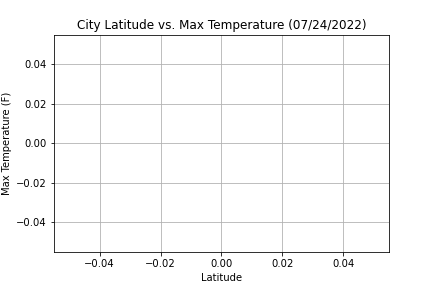 City Latitude vs. Max Temperature (07/24/2022)
Max Temperature (F)
0.04
0.02
0.00
−0.02
−0.04
−0.04 −0.02 0.00 0.02 0.04
Latitude